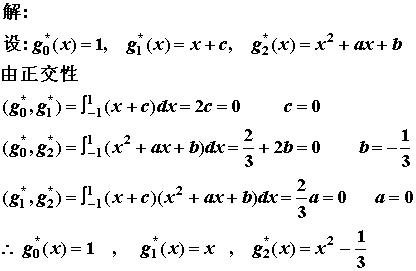 解:
设: g₀*(x)=1, g₁*(x)=x+c, g₂*(x)=x²+ax+b
由正交性
(g₀*,g₁*)=∫₋₁¹(x+c)dx=2c=0 c=0
(g₀*,g₂*)=∫₋₁¹(x²+ax+b)dx=2/3+2b=0 b=-1/3
(g₁*,g₂*)=∫₋₁¹(x+c)(x²+ax+b)dx=2/3a=0 a=0
∴ g₀*(x)=1 , g₁*(x)=x , g₂*(x)=x²-1/3